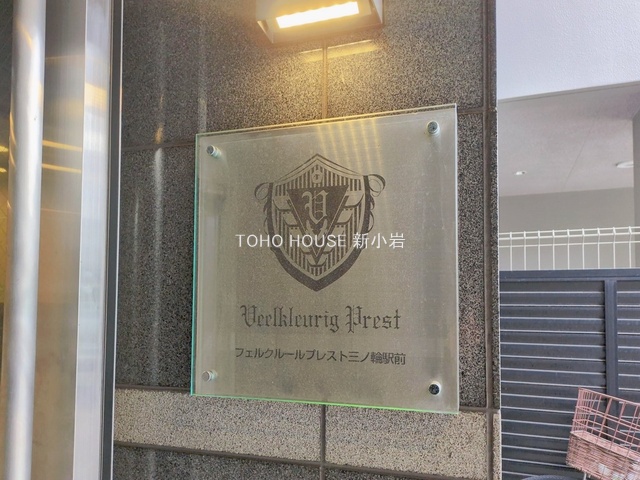 V
TOHO HOUSE 新小岩
Veelkleurig Prest
フェルクルールプレスト三ノ輪駅前